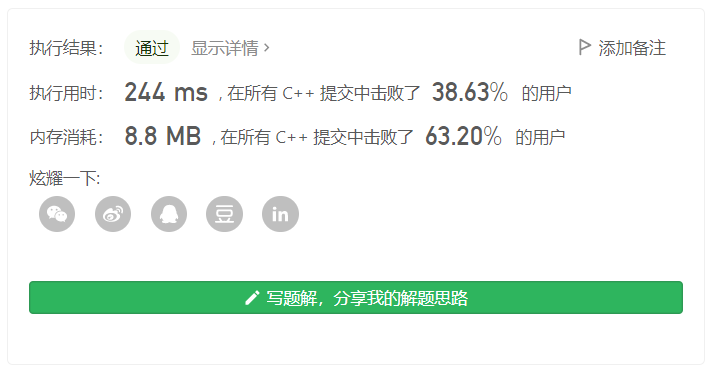 执行结果： 通过 显示详情 › 添加备注
执行用时： 244 ms , 在所有 C++ 提交中击败了 38.63% 的用户
内存消耗： 8.8 MB , 在所有 C++ 提交中击败了 63.20% 的用户
炫耀一下:
豆 in
写题解，分享我的解题思路